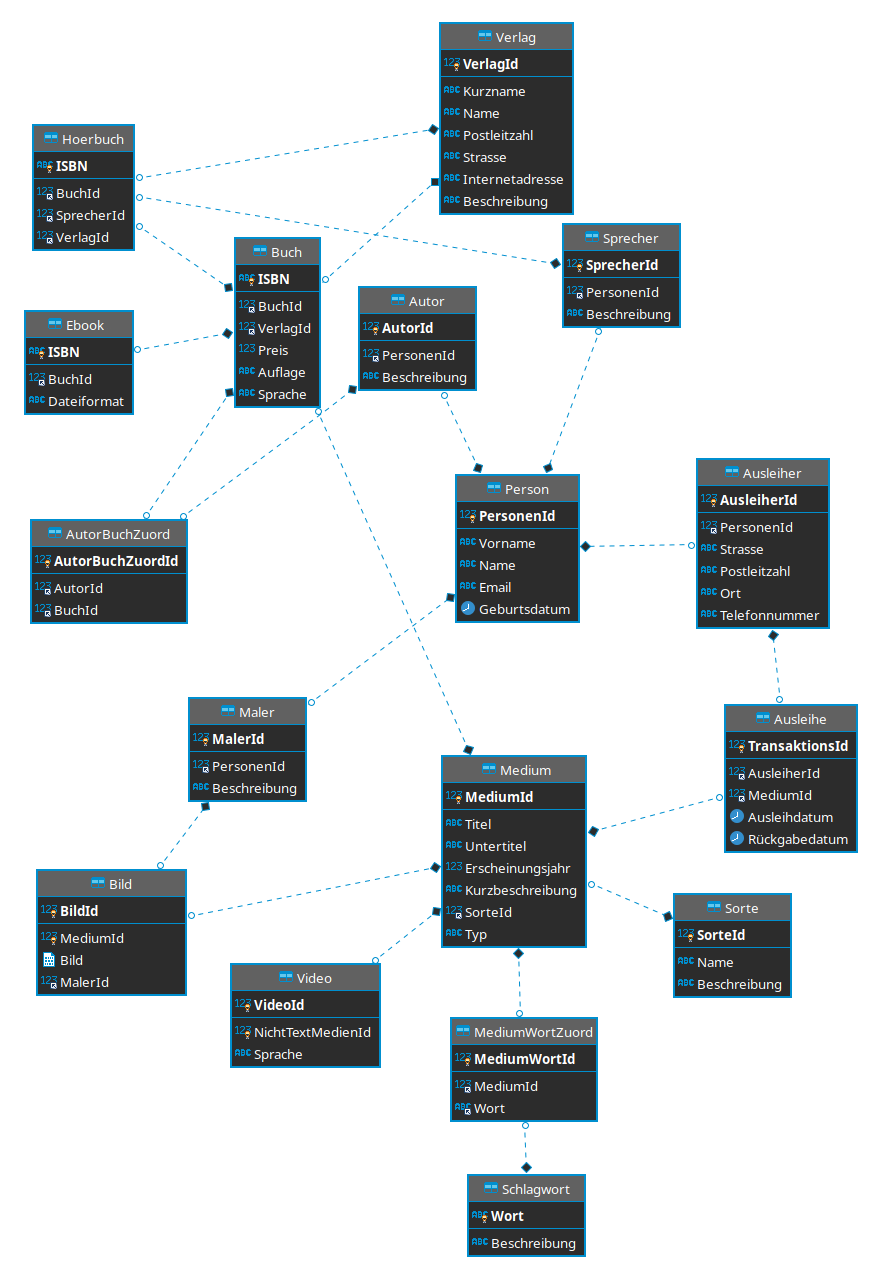 Verlag
VerlagId
Kurzname
Name
Postleitzahl
Strasse
Internetadresse
Beschreibung
Hoerbuch
ISBN
BuchId
SprecherId
VerlagId
Sprecher
SprecherId
PersonenId
Beschreibung
Buch
ISBN
BuchId
VerlagId
Preis
Auflage
Sprache
Autor
AutorId
PersonenId
Beschreibung
Ebook
ISBN
BuchId
Dateiformat
Ausleiher
AusleiherId
PersonenId
Strasse
Postleitzahl
Ort
Telefonnummer
Person
PersonenId
Vorname
Name
Email
Geburtsdatum
AutorBuchZuord
AutorBuchZuordId
AutorId
BuchId
Maler
MalerId
PersonenId
Beschreibung
Ausleihe
TransaktionsId
AusleiherId
MediumId
Ausleihdatum
Rückgabedatum
Medium
MediumId
Titel
Untertitel
Erscheinungsjahr
Kurzbeschreibung
SorteId
Typ
Bild
BildId
MediumId
Bild
MalerId
Sorte
SorteId
Name
Beschreibung
Video
VideoId
NichtTextMedienId
Sprache
MediumWortZuord
MediumWortId
MediumId
Wort
Schlagwort
Wort
Beschreibung